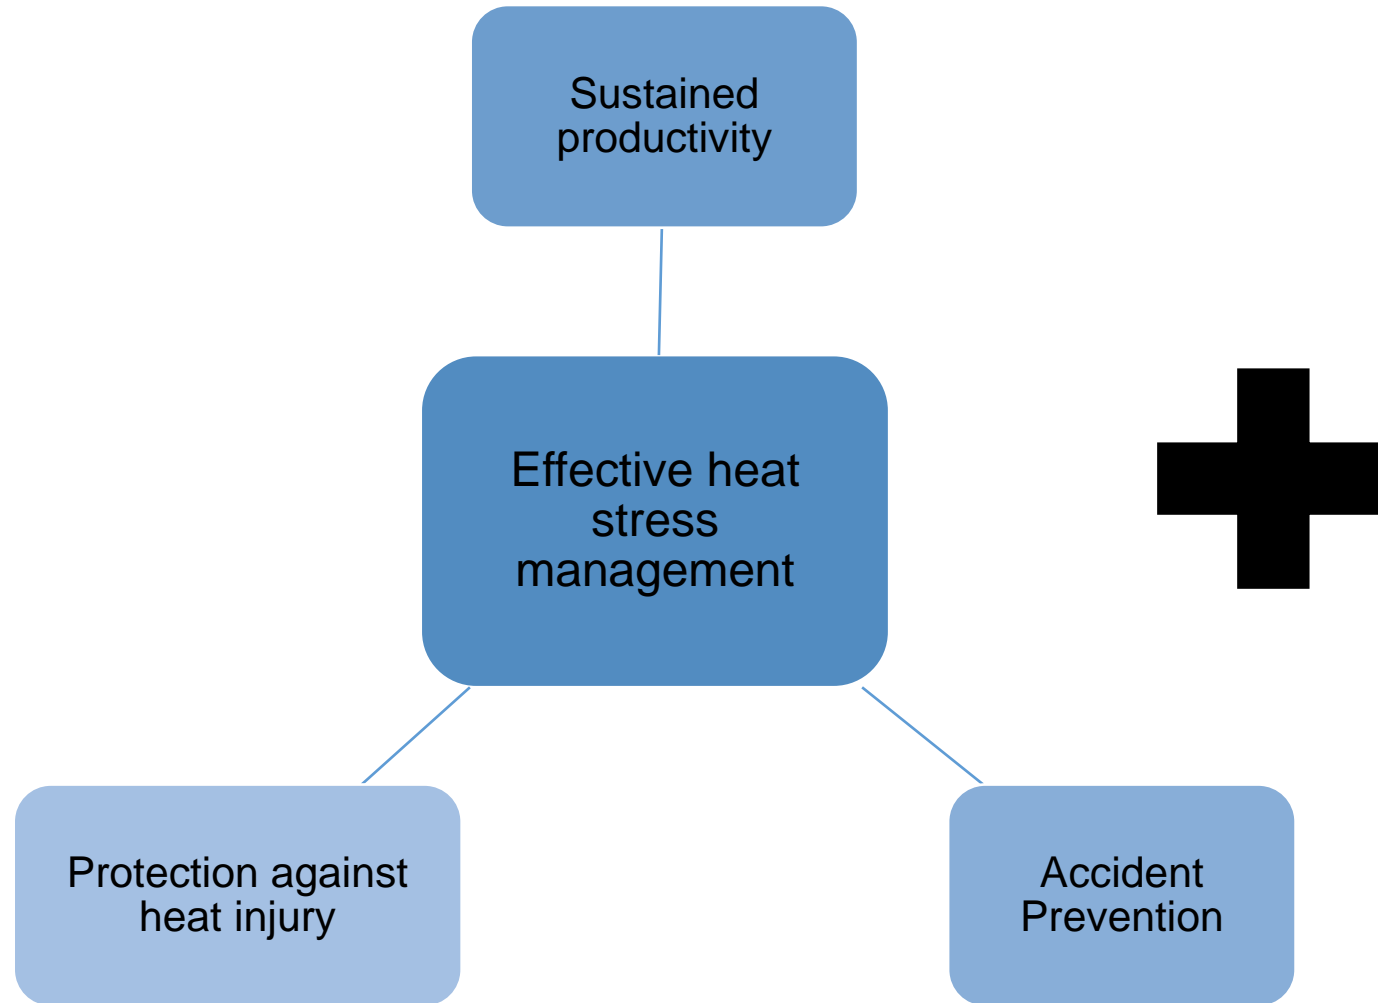 Sustained
productivity
Effective heat
stress
management
Protection against
heat injury
Accident
Prevention